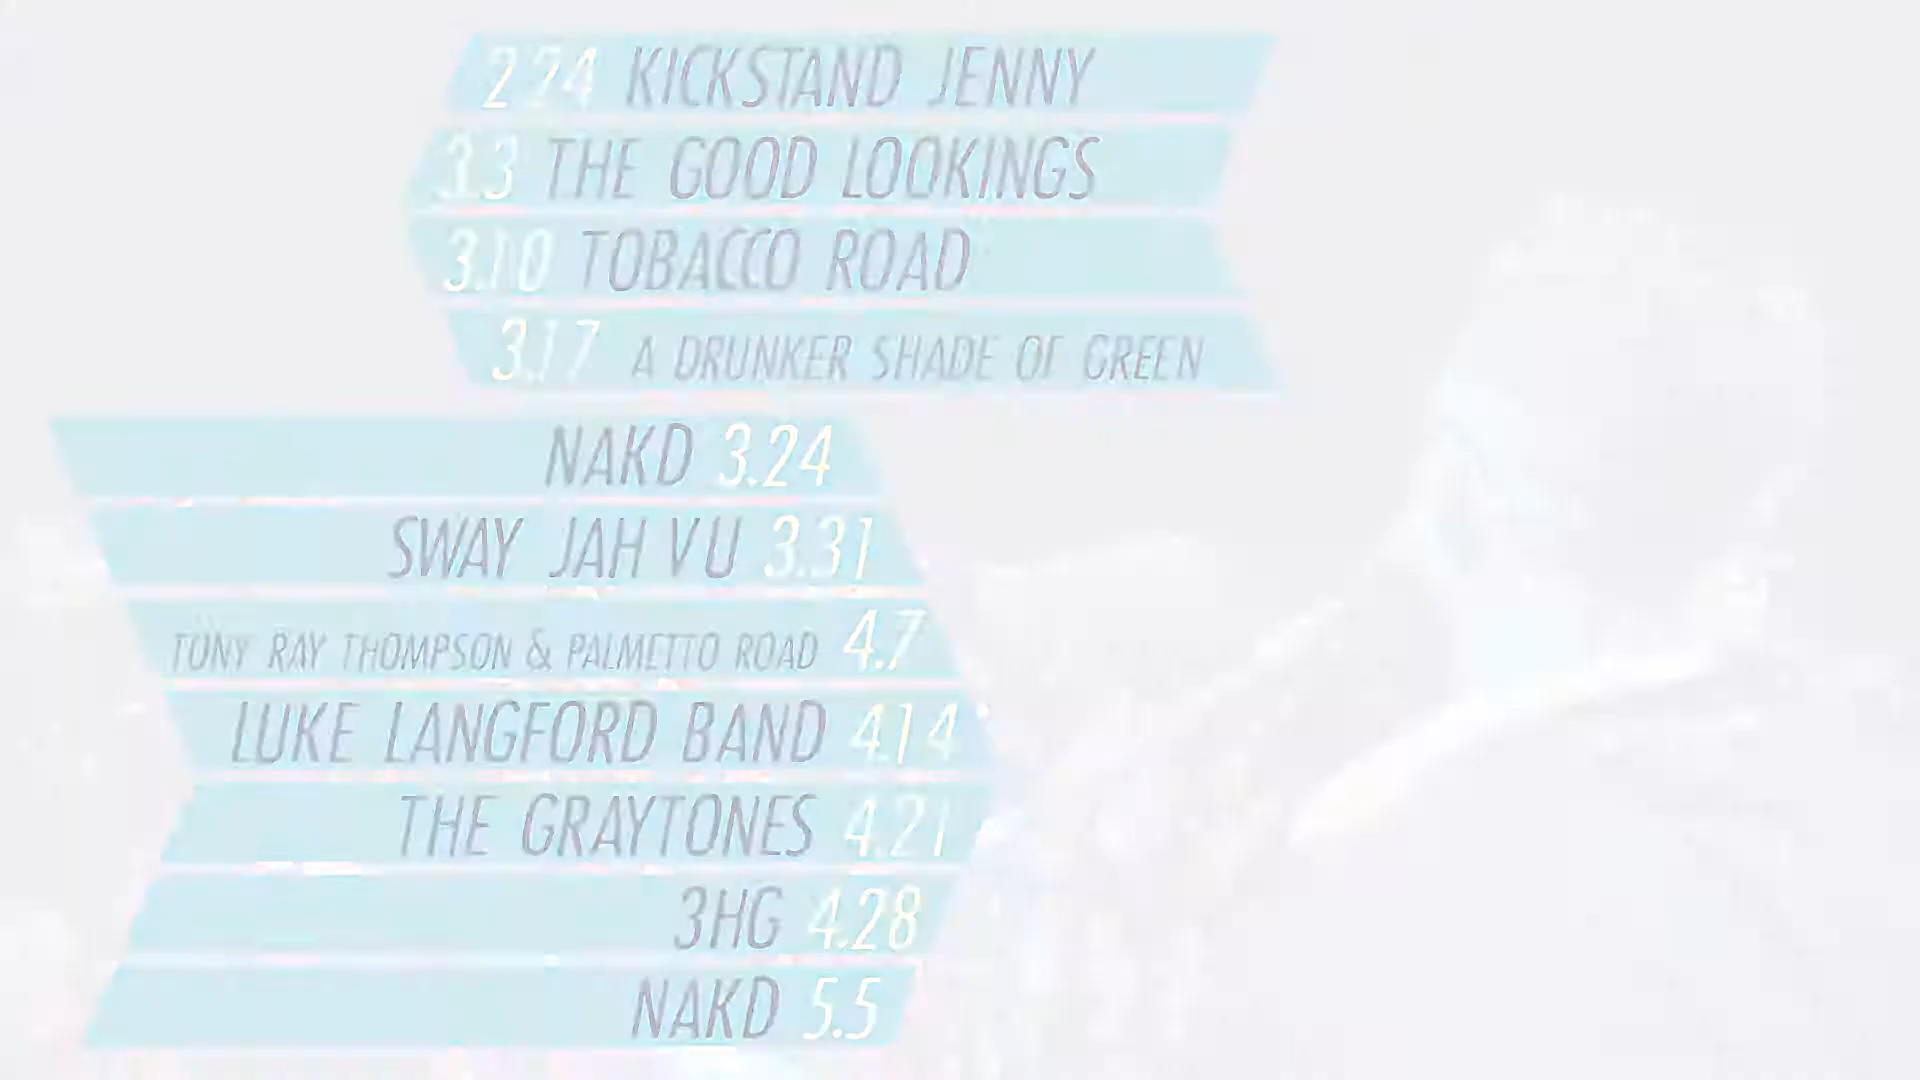 2.24 KICKSTAND JENNY
3.3 THE GOOD LOOKINGS
3.10 TOBACCO ROAD
3.17 A DRUNKER SHADE OF GREEN
NAKD 3.24
SWAY JAH VU 3.31
TONY RAY THOMPSON & PALMETTO ROAD 4.7
LUKE LANGFORD BAND 4.14
THE GRAYTONES 4.21
3HG 4.28
NAKD 5.5